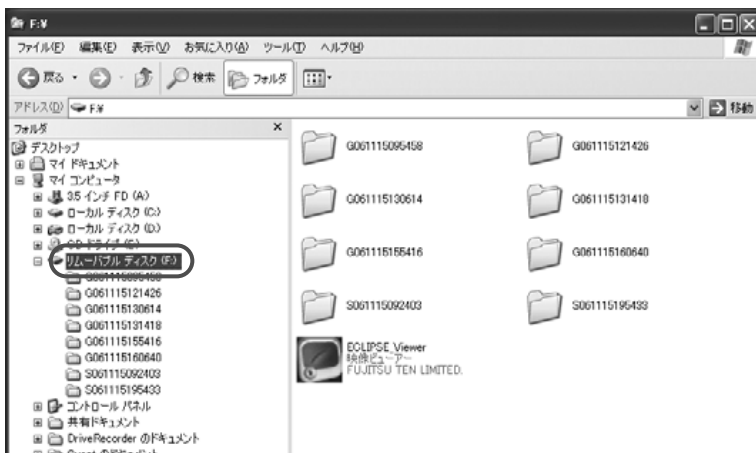 F:¥
ファイル(F) 編集(E) 表示(V) お気に入り(A) ツール(T) ヘルプ(H)
戻る 検索 フォルダ
アドレス(D) F:¥ 移動
フォルダ ×
デスクトップ
マイ ドキュメント
マイ コンピュータ
3.5 インチ FD (A:)
ローカル ディスク (C:)
ローカル ディスク (D:)
CD ドライブ (E:)
リムーバブル ディスク (F:)
G061115095458
G061115121426
G061115130614
G061115131418
G061115155416
G061115160640
S061115092403
S061115195433
コントロール パネル
共有ドキュメント
DriveRecorder のドキュメント
G061115095458 G061115121426
G061115130614 G061115131418
G061115155416 G061115160640
S061115092403 S061115195433
ECLIPSE_Viewer
映像ビューアー
FUJITSU TEN LIMITED.